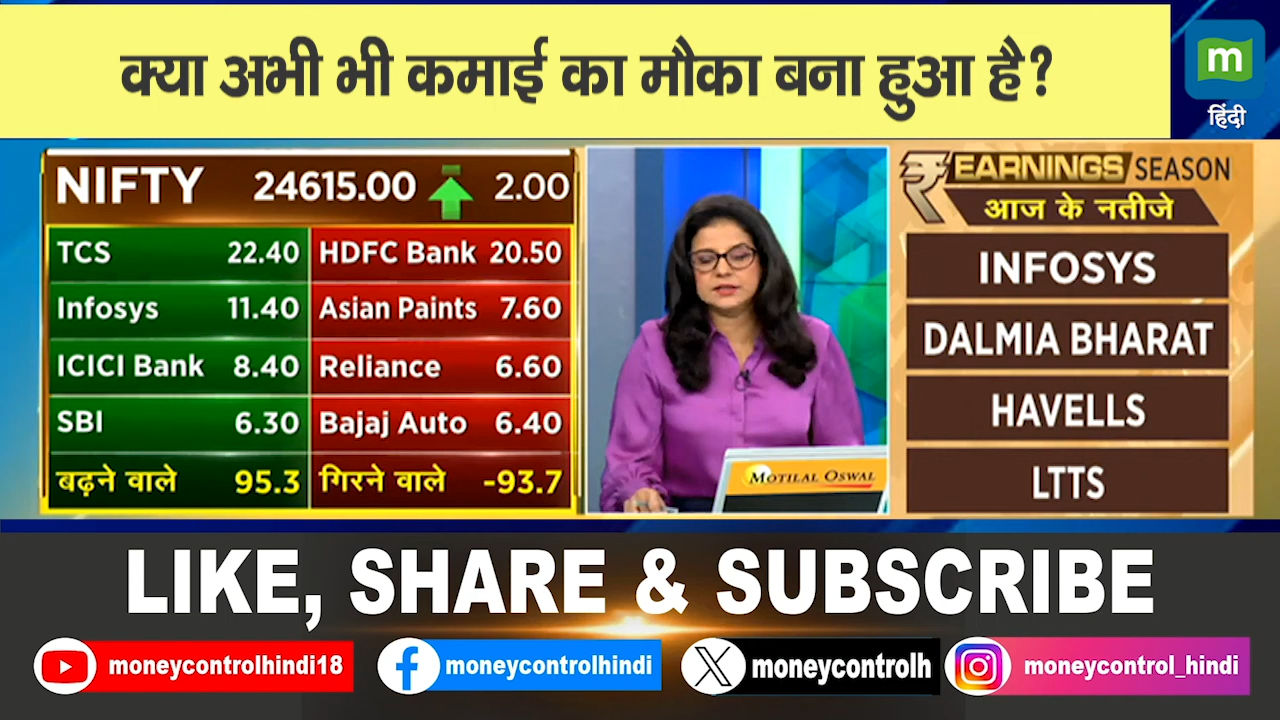 क्या अभी भी कमाई का मौका बना हुआ है?
m
हिंदी
NIFTY 24615.00 2.00
TCS 22.40 HDFC Bank 20.50
Infosys 11.40 Asian Paints 7.60
ICICI Bank 8.40 Reliance 6.60
SBI 6.30 Bajaj Auto 6.40
बढ़ने वाले 95.3 गिरने वाले -93.7
MOTILAL OSWAL
₹ EARNINGS SEASON
आज के नतीजे
INFOSYS
DALMIA BHARAT
HAVELLS
LTTS
LIKE, SHARE & SUBSCRIBE
moneycontrolhindi18 moneycontrolhindi moneycontrolh moneycontrol_hindi